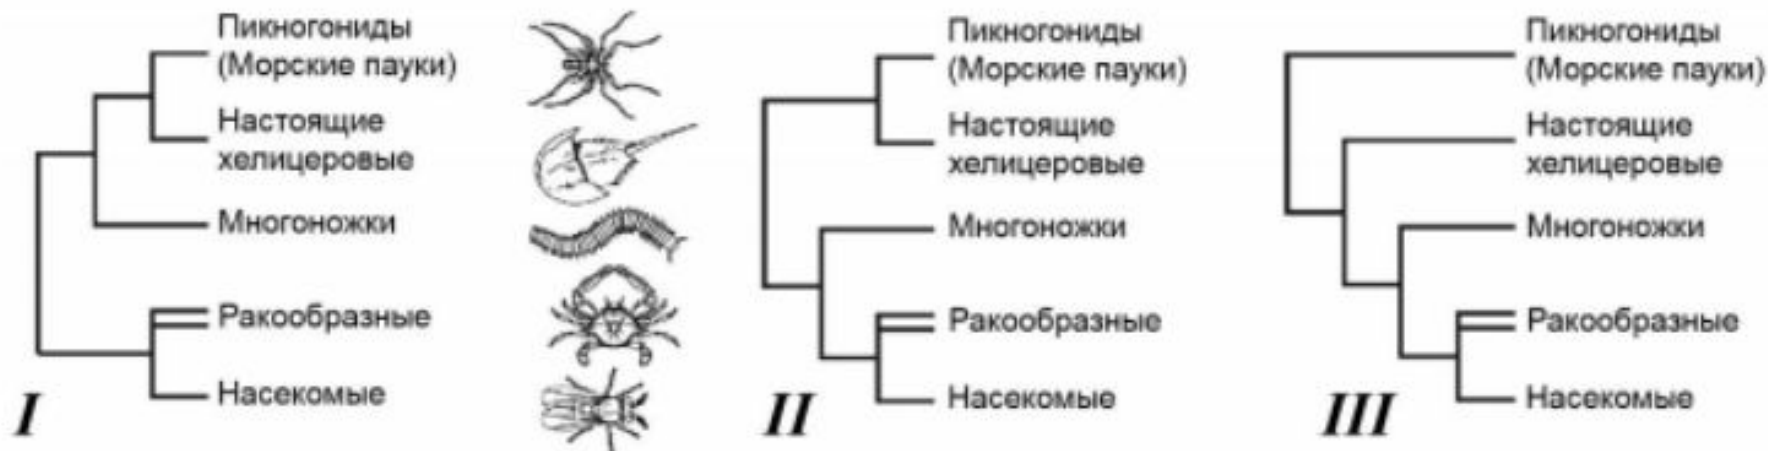 Пикногониды
(Морские пауки)
Настоящие
хелицеровые
Многоножки
Ракообразные
Насекомые
I
Пикногониды
(Морские пауки)
Настоящие
хелицеровые
Многоножки
Ракообразные
Насекомые
II
Пикногониды
(Морские пауки)
Настоящие
хелицеровые
Многоножки
Ракообразные
Насекомые
III